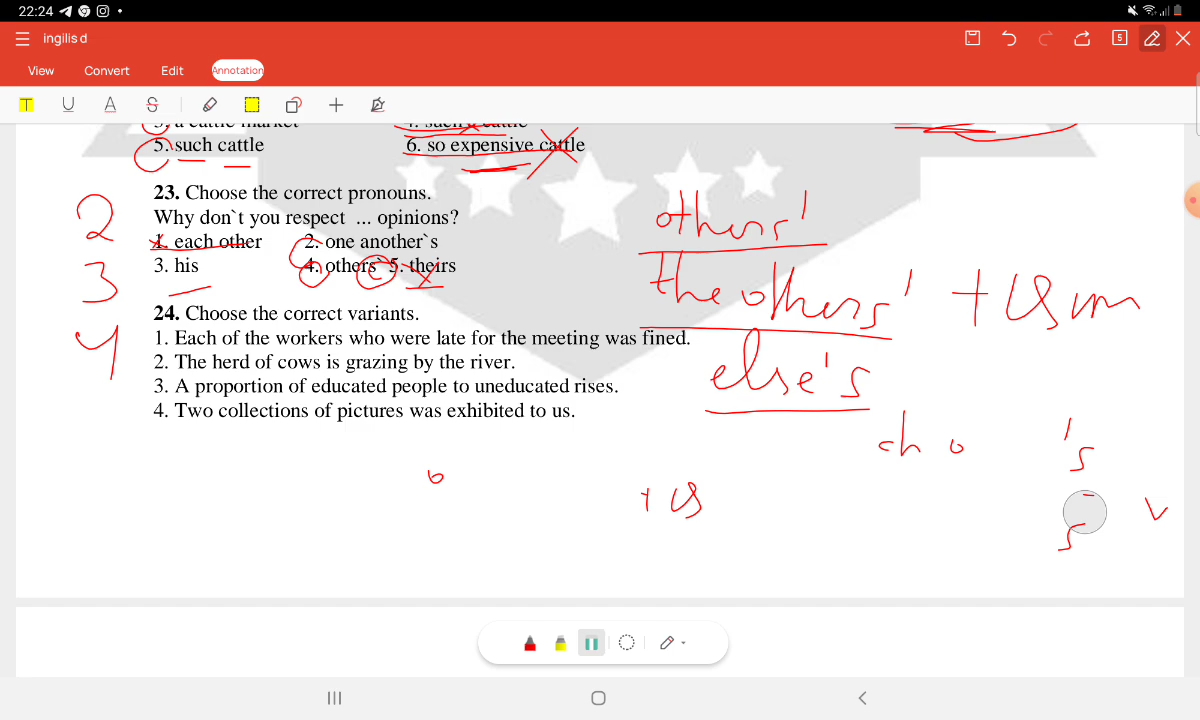 22:24
ingilis d
5
View Convert Edit Annotation
T U A S
5. such cattle 6. so expensive cattle
23. Choose the correct pronouns.
Why don`t you respect ... opinions?
1. each other 2. one another`s
3. his 4. others` 5. theirs
24. Choose the correct variants.
1. Each of the workers who were late for the meeting was fined.
2. The herd of cows is grazing by the river.
3. A proportion of educated people to uneducated rises.
4. Two collections of pictures was exhibited to us.
2
3
4
others'
the others' +
else's
's
s